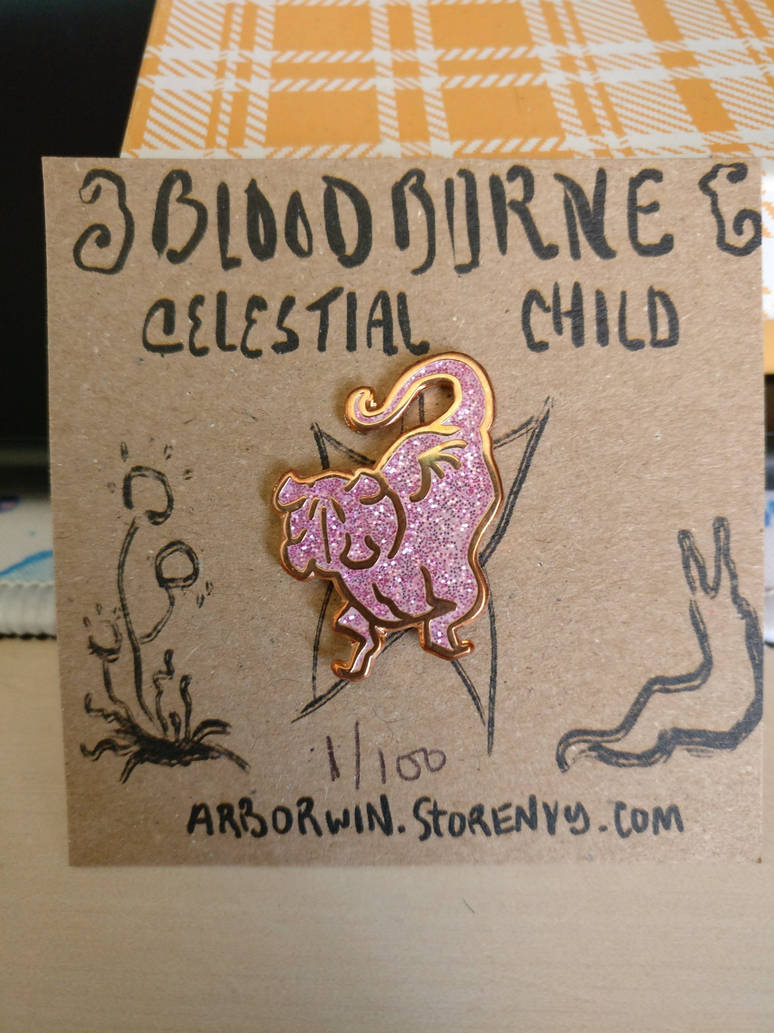 BLOODBORNE
CELESTIAL CHILD
1/100
ARBORWIN.STORENVY.COM